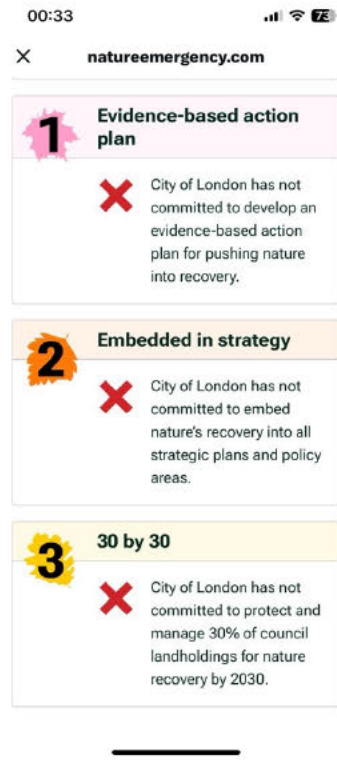 00:33
73
natureemergency.com
1
Evidence-based action
plan
City of London has not
committed to develop an
evidence-based action
plan for pushing nature
into recovery.
2
Embedded in strategy
City of London has not
committed to embed
nature's recovery into all
strategic plans and policy
areas.
3
30 by 30
City of London has not
committed to protect and
manage 30% of council
landholdings for nature
recovery by 2030.